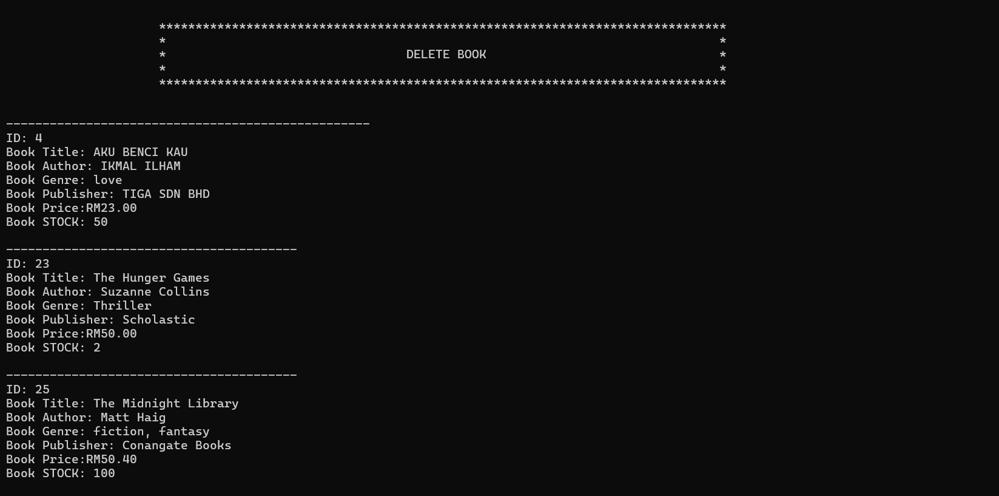 ******************************************************************************
* *
* DELETE BOOK *
* *
******************************************************************************
--------------------------------------------------
ID: 4
Book Title: AKU BENCI KAU
Book Author: IKMAL ILHAM
Book Genre: love
Book Publisher: TIGA SDN BHD
Book Price:RM23.00
Book STOCK: 50
----------------------------------------
ID: 23
Book Title: The Hunger Games
Book Author: Suzanne Collins
Book Genre: Thriller
Book Publisher: Scholastic
Book Price:RM50.00
Book STOCK: 2
----------------------------------------
ID: 25
Book Title: The Midnight Library
Book Author: Matt Haig
Book Genre: fiction, fantasy
Book Publisher: Conangate Books
Book Price:RM50.40
Book STOCK: 100